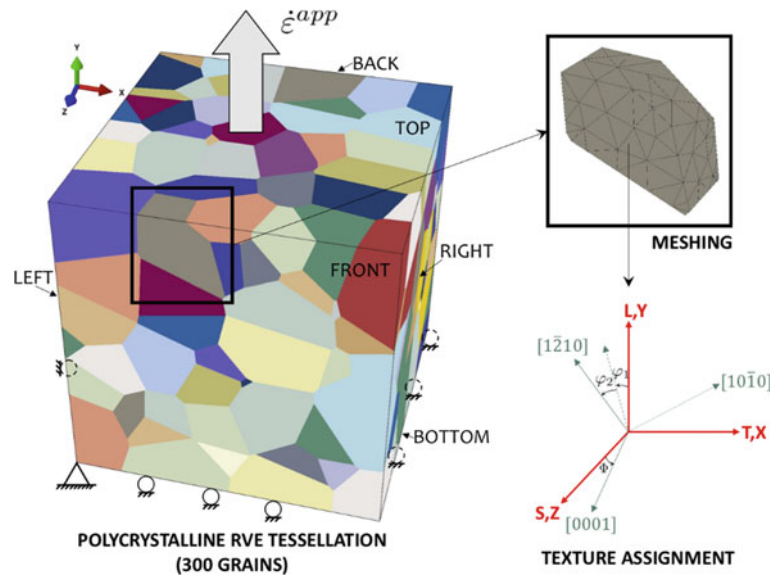 ε̇ᵃᵖᵖ
BACK
Y
X
Z
TOP
MESHING
LEFT
FRONT
RIGHT
L,Y
[12̄10]
φ₂
φ₁
[101̄0]
BOTTOM
T,X
Φ
S,Z
[0001]
POLYCRYSTALLINE RVE TESSELLATION
(300 GRAINS)
TEXTURE ASSIGNMENT